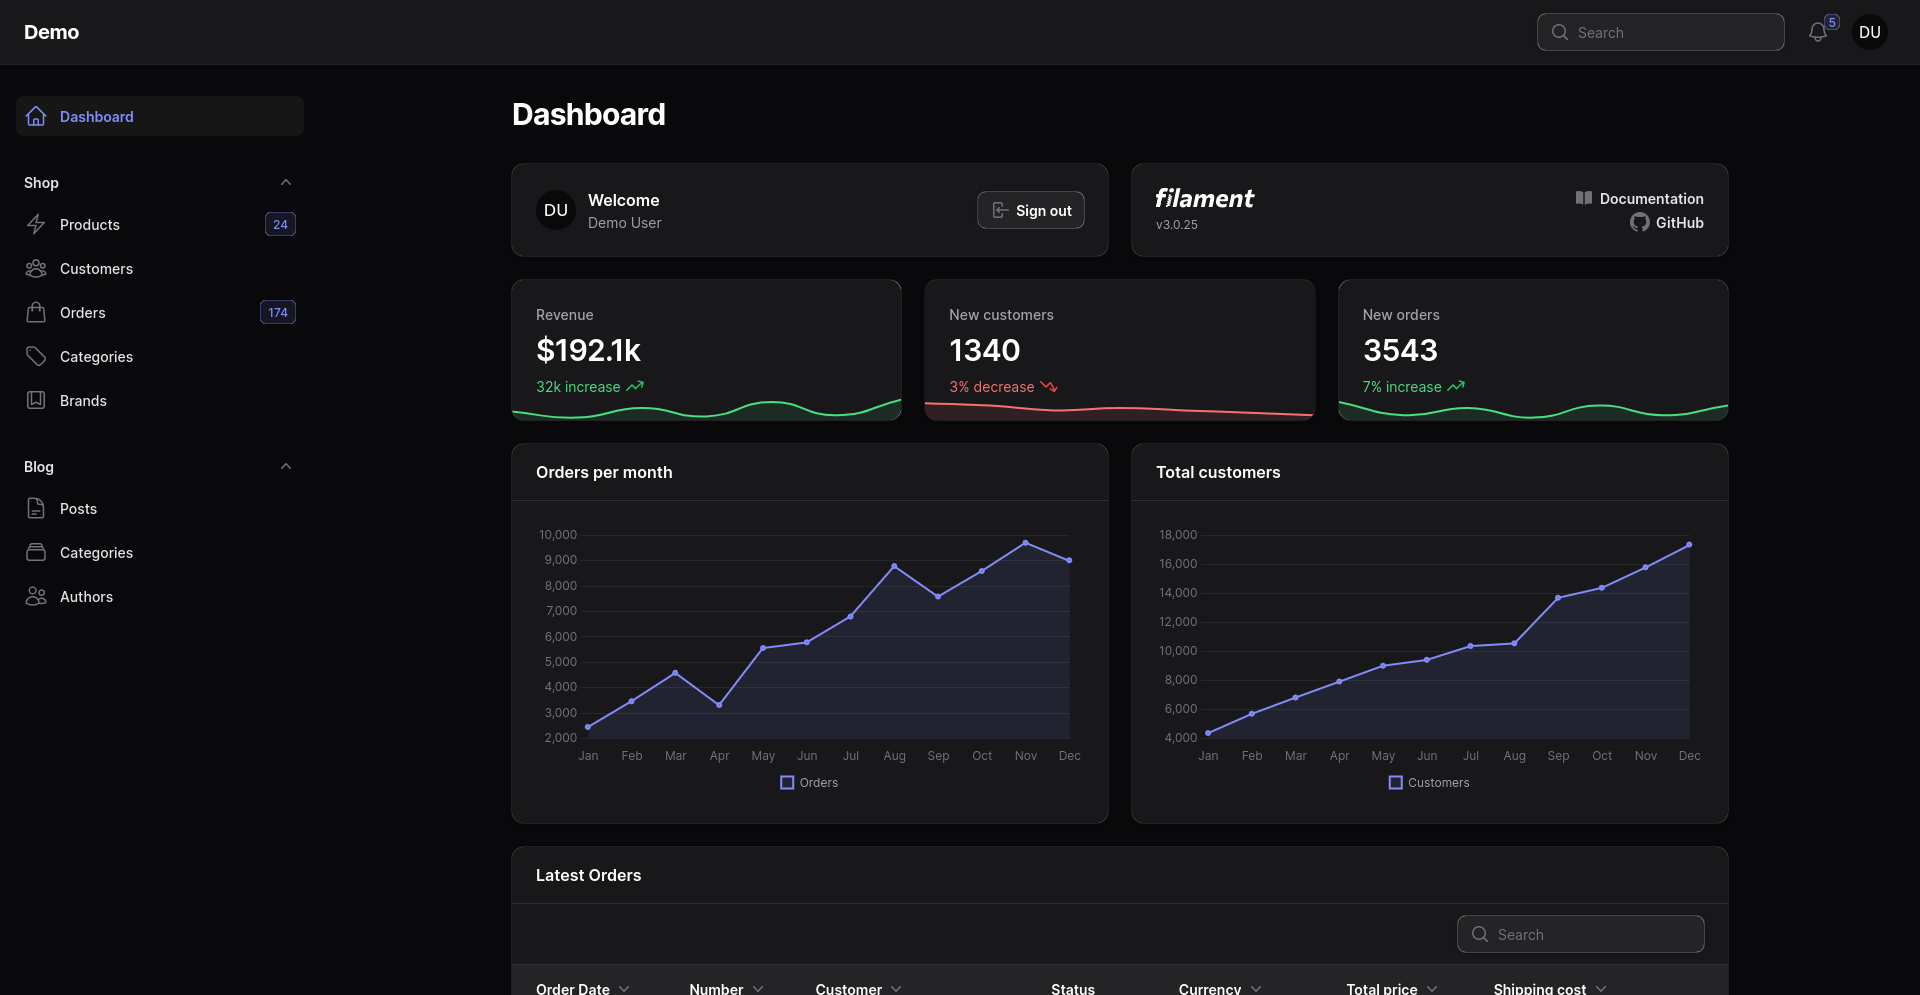 Demo
Search
5
DU
Dashboard
Shop
Products
24
Customers
Orders
174
Categories
Brands
Blog
Posts
Categories
Authors
Dashboard
DU
Welcome
Demo User
Sign out
filament
v3.0.25
Documentation
GitHub
Revenue
$192.1k
32k increase
New customers
1340
3% decrease
New orders
3543
7% increase
Orders per month
10,000
9,000
8,000
7,000
6,000
5,000
4,000
3,000
2,000
Jan Feb Mar Apr May Jun Jul Aug Sep Oct Nov Dec
Orders
Total customers
18,000
16,000
14,000
12,000
10,000
8,000
6,000
4,000
Jan Feb Mar Apr May Jun Jul Aug Sep Oct Nov Dec
Customers
Latest Orders
Search
Order Date Number Customer Status Currency Total price Shipping cost